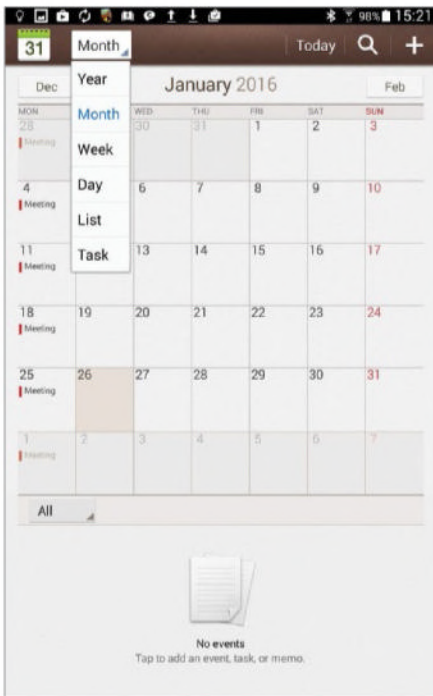 98% 15:21
31 Month Today
Year
Month
Week
Day
List
Task
Dec January 2016 Feb
MON WED THU FRI SAT SUN
28 30 31 1 2 3
Meeting
4 6 7 8 9 10
Meeting
11 13 14 15 16 17
Meeting
18 19 20 21 22 23 24
Meeting
25 26 27 28 29 30 31
Meeting
1 2 3 4 5 6 7
Meeting
All
No events
Tap to add an event, task, or memo.